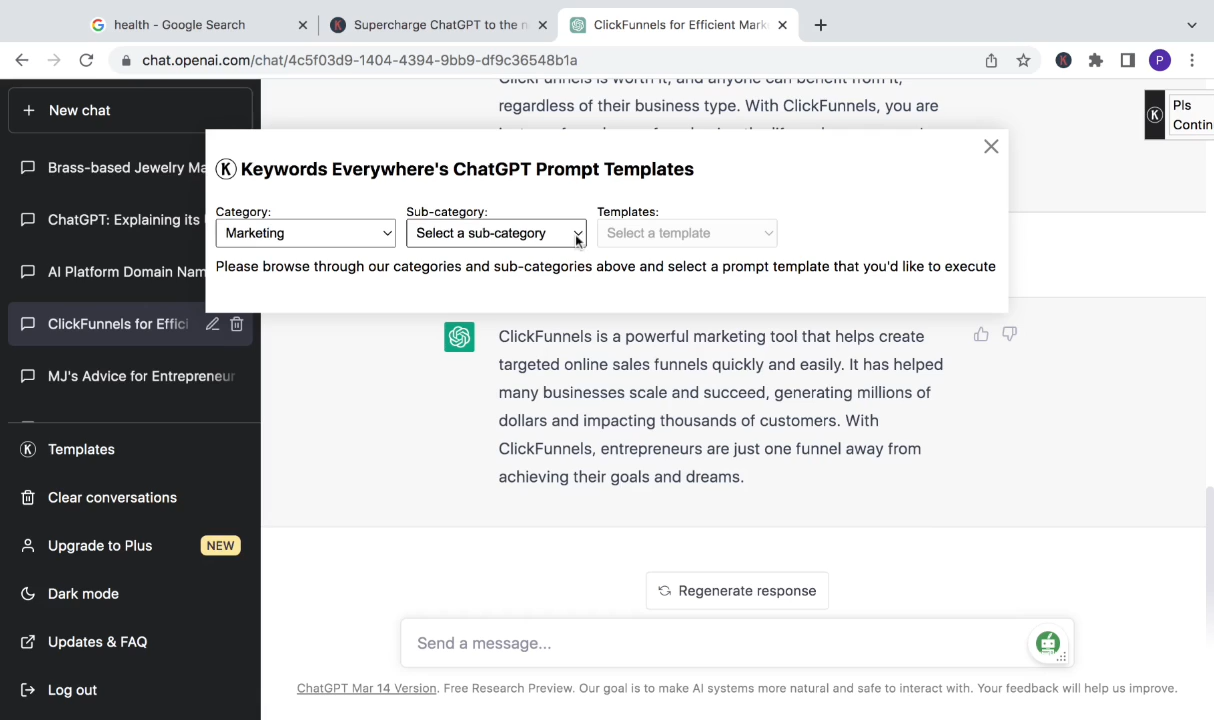 health - Google Search
Supercharge ChatGPT to the n
ClickFunnels for Efficient Mark
chat.openai.com/chat/4c5f03d9-1404-4394-9bb9-df9c36548b1a
P
New chat
Brass-based Jewelry Ma
ChatGPT: Explaining its
AI Platform Domain Nam
ClickFunnels for Effici
MJ's Advice for Entrepreneur
Templates
Clear conversations
Upgrade to Plus
NEW
Dark mode
Updates & FAQ
Log out
ClickFunnels is worth it, and anyone can benefit from it,
regardless of their business type. With ClickFunnels, you are
K
Pls
Contin
K Keywords Everywhere's ChatGPT Prompt Templates
Category:
Sub-category:
Templates:
Marketing
Select a sub-category
Select a template
Please browse through our categories and sub-categories above and select a prompt template that you'd like to execute
ClickFunnels is a powerful marketing tool that helps create
targeted online sales funnels quickly and easily. It has helped
many businesses scale and succeed, generating millions of
dollars and impacting thousands of customers. With
ClickFunnels, entrepreneurs are just one funnel away from
achieving their goals and dreams.
Regenerate response
Send a message...
ChatGPT Mar 14 Version. Free Research Preview. Our goal is to make AI systems more natural and safe to interact with. Your feedback will help us improve.